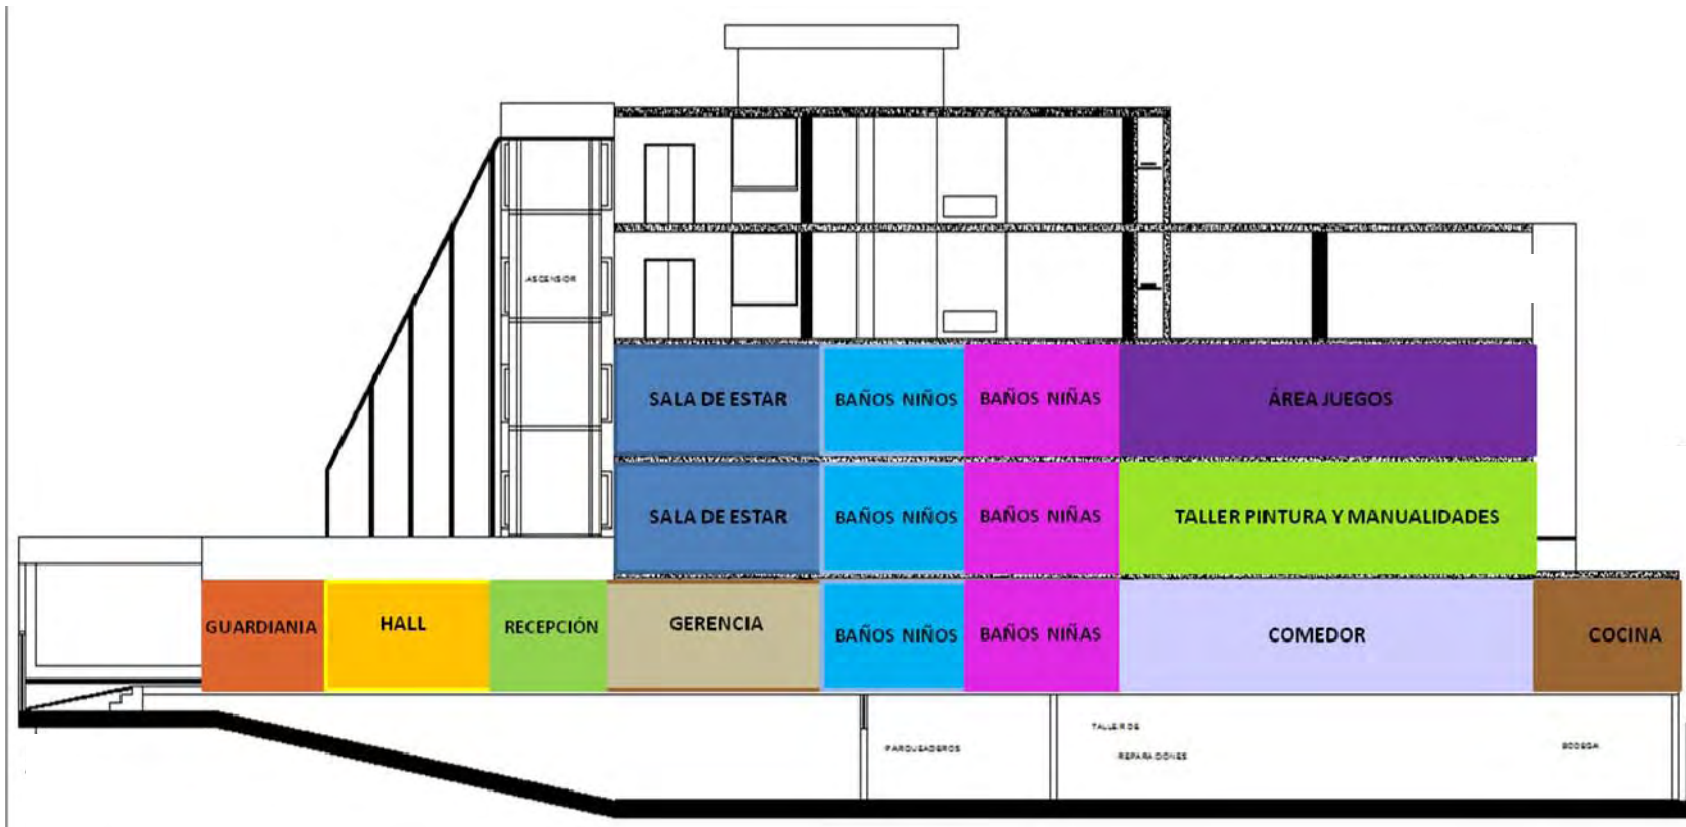 ASCENSOR
SALA DE ESTAR BAÑOS NIÑOS BAÑOS NIÑAS ÁREA JUEGOS
SALA DE ESTAR BAÑOS NIÑOS BAÑOS NIÑAS TALLER PINTURA Y MANUALIDADES
GUARDIANIA HALL RECEPCIÓN GERENCIA BAÑOS NIÑOS BAÑOS NIÑAS COMEDOR COCINA
PARQUEADEROS
TALLER DE
REPARACIONES
BODEGA